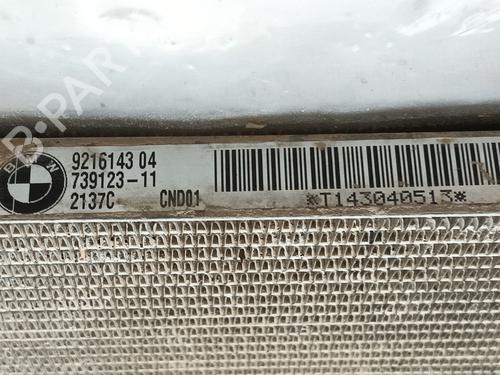 B-PARTS
BMW
9216143 04
739123-11
2137C CND01
*T143040513*